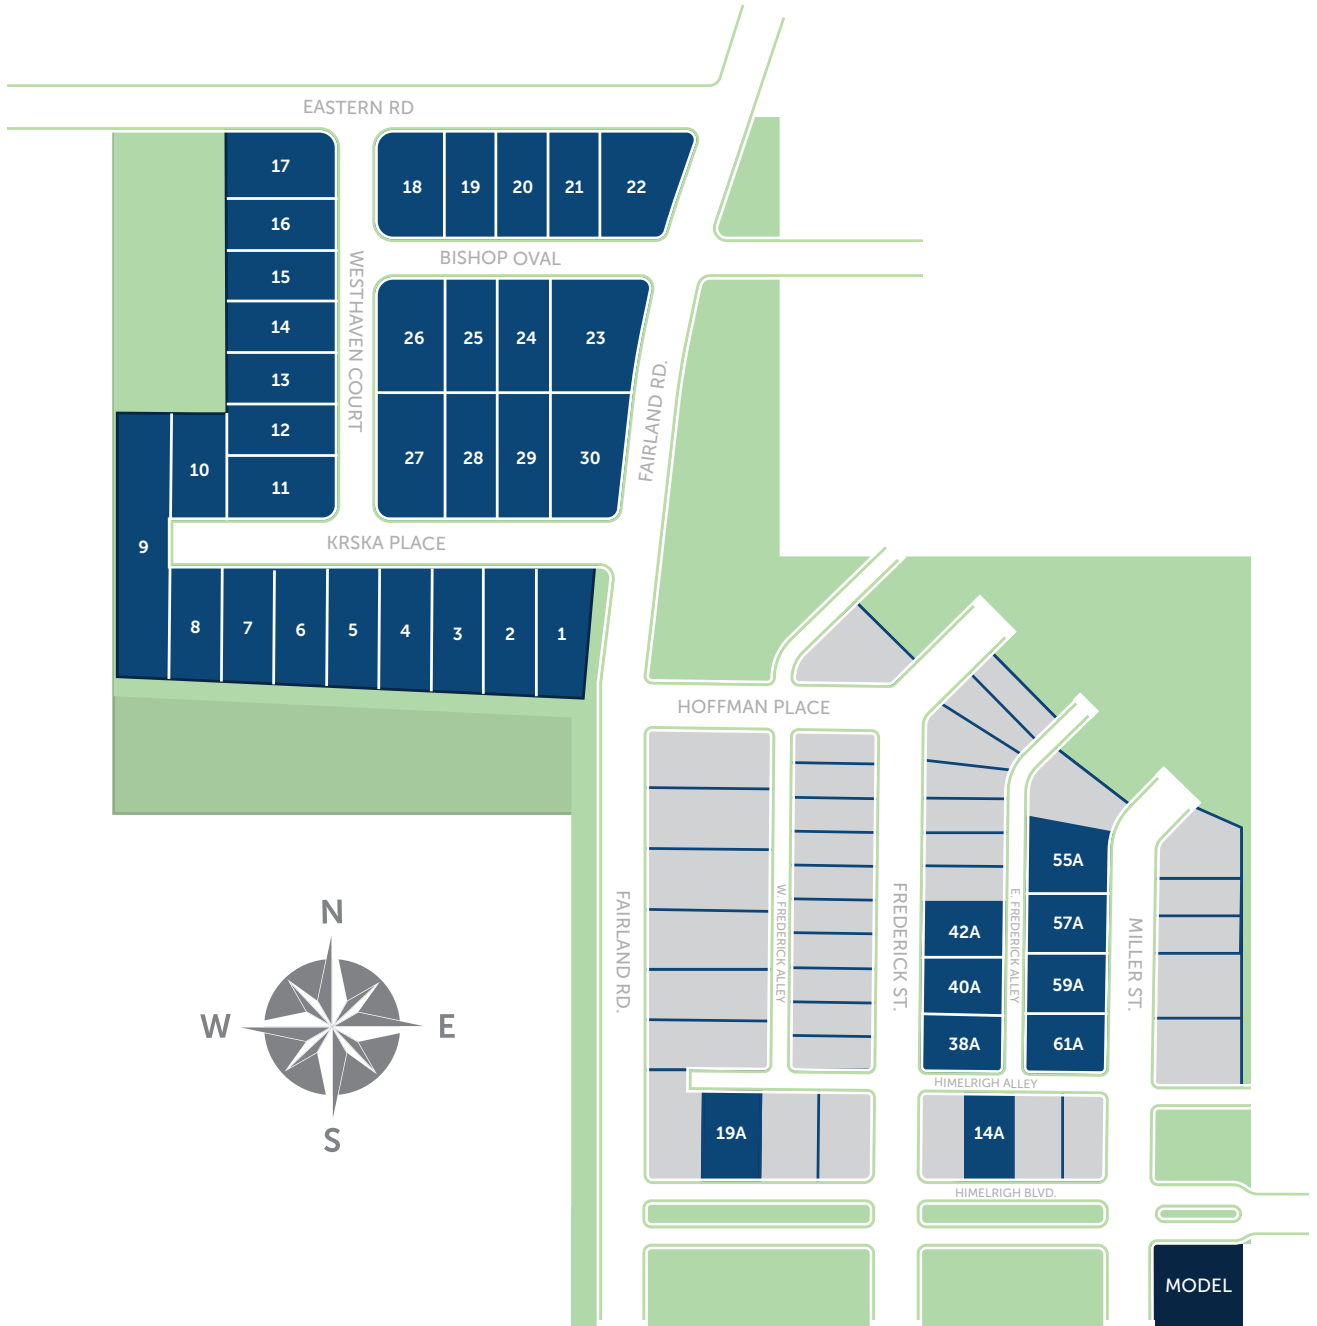 EASTERN RD
17
18
19
20
21
22
16
BISHOP OVAL
WESTHAVEN COURT
15
14
26
25
24
23
13
FAIRLAND RD.
12
10
11
27
28
29
30
KRSKA PLACE
9
8
7
6
5
4
3
2
1
HOFFMAN PLACE
55A
FAIRLAND RD.
W. FREDERICK ALLEY
FREDERICK ST.
E. FREDERICK ALLEY
MILLER ST.
42A
57A
40A
59A
38A
61A
N
W
E
S
HIMELRIGH ALLEY
19A
14A
HIMELRIGH BLVD.
MODEL